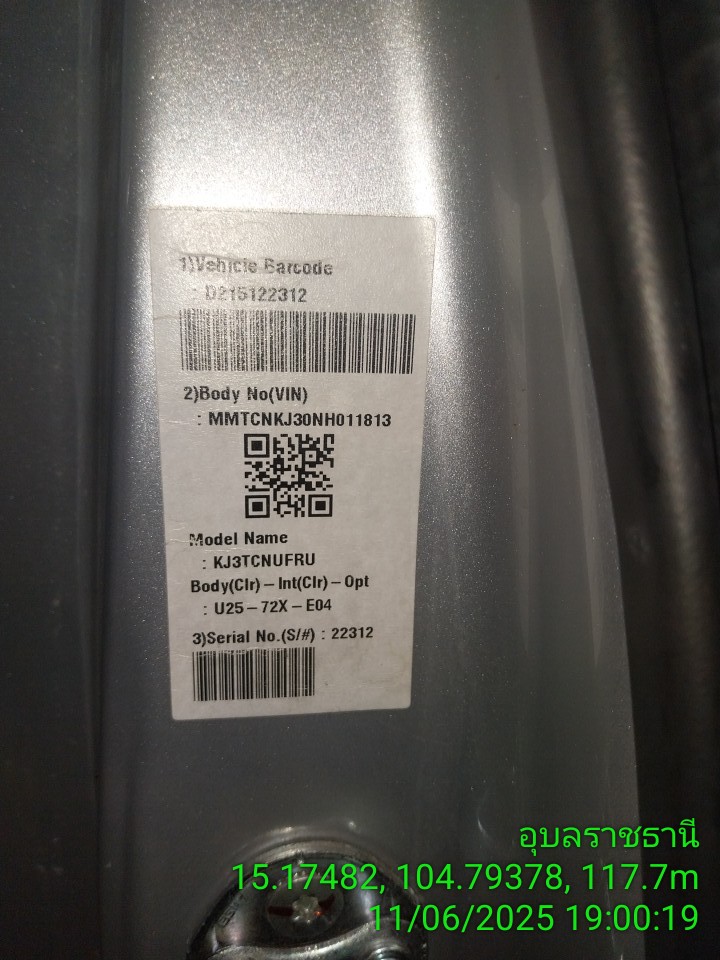 1)Vehicle Barcode
: D215122312
2)Body No(VIN)
: MMTCNKJ30NH011813
Model Name
: KJ3TCNUFRU
Body(Clr)－Int(Clr)－Opt
: U25－72X－E04
3)Serial No.(S/#) : 22312
อุบลราชธานี
15.17482, 104.79378, 117.7m
11/06/2025 19:00:19